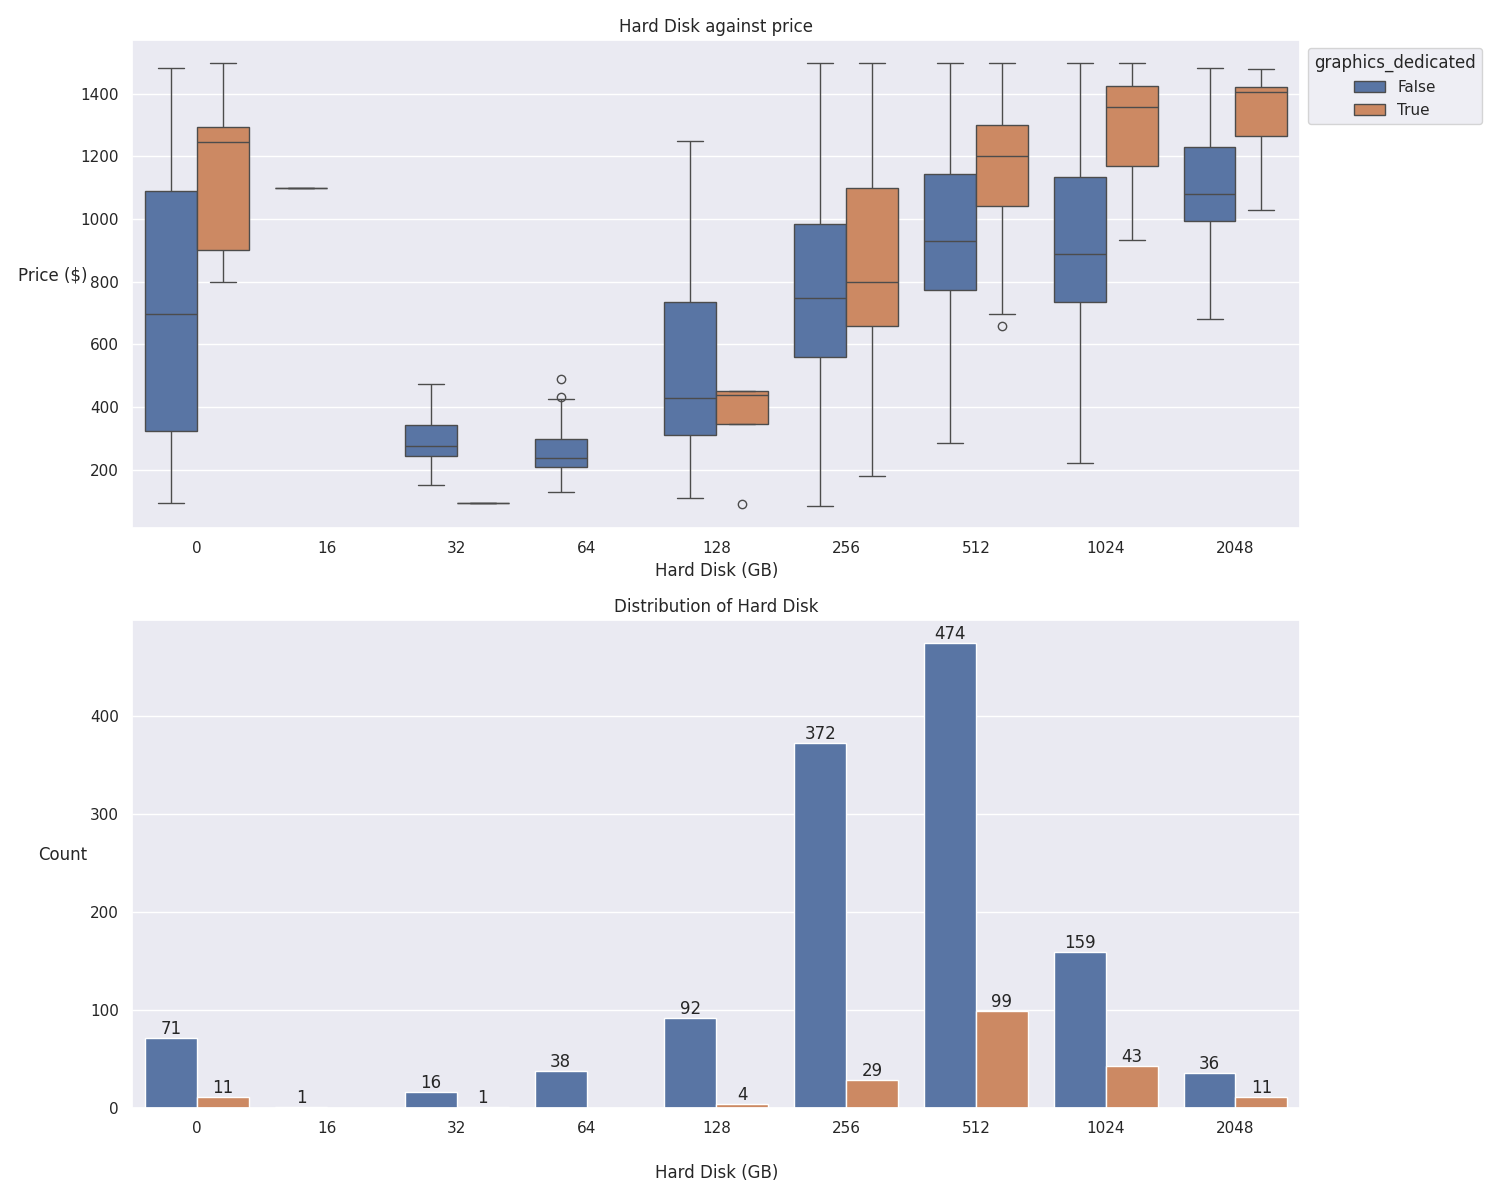 Hard Disk against price
graphics_dedicated
False
True
1400
1200
1000
Price ($)
800
600
400
200
0 16 32 64 128 256 512 1024 2048
Hard Disk (GB)
Distribution of Hard Disk
474
400
372
300
Count
200
159
100
92
99
71
38
43
36
29
16
11
1
1
4
11
0
0 16 32 64 128 256 512 1024 2048
Hard Disk (GB)